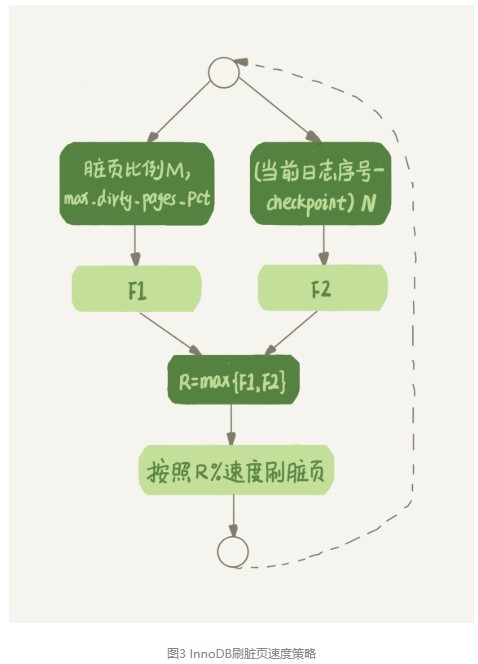 脏页比例M,
max_dirty_pages_pct
(当前日志序号-
checkpoint) N
F1
F2
R=max{F1,F2}
按照R%速度刷脏页
图3 InnoDB刷脏页速度策略